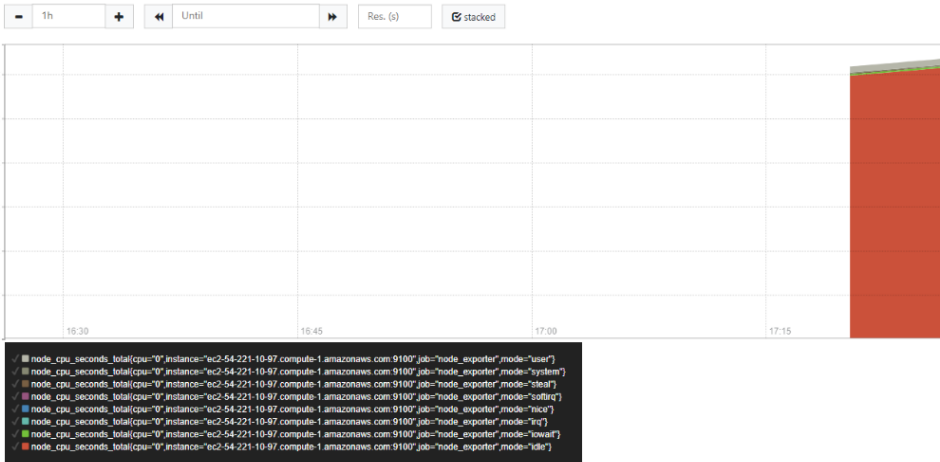 1h Until Res. (s) stacked
16:30 16:45 17:00 17:15
node_cpu_seconds_total{cpu="0",instance="ec2-54-221-10-97.compute-1.amazonaws.com:9100",job="node_exporter",mode="user"}
node_cpu_seconds_total{cpu="0",instance="ec2-54-221-10-97.compute-1.amazonaws.com:9100",job="node_exporter",mode="system"}
node_cpu_seconds_total{cpu="0",instance="ec2-54-221-10-97.compute-1.amazonaws.com:9100",job="node_exporter",mode="steal"}
node_cpu_seconds_total{cpu="0",instance="ec2-54-221-10-97.compute-1.amazonaws.com:9100",job="node_exporter",mode="softirq"}
node_cpu_seconds_total{cpu="0",instance="ec2-54-221-10-97.compute-1.amazonaws.com:9100",job="node_exporter",mode="nice"}
node_cpu_seconds_total{cpu="0",instance="ec2-54-221-10-97.compute-1.amazonaws.com:9100",job="node_exporter",mode="irq"}
node_cpu_seconds_total{cpu="0",instance="ec2-54-221-10-97.compute-1.amazonaws.com:9100",job="node_exporter",mode="iowait"}
node_cpu_seconds_total{cpu="0",instance="ec2-54-221-10-97.compute-1.amazonaws.com:9100",job="node_exporter",mode="idle"}